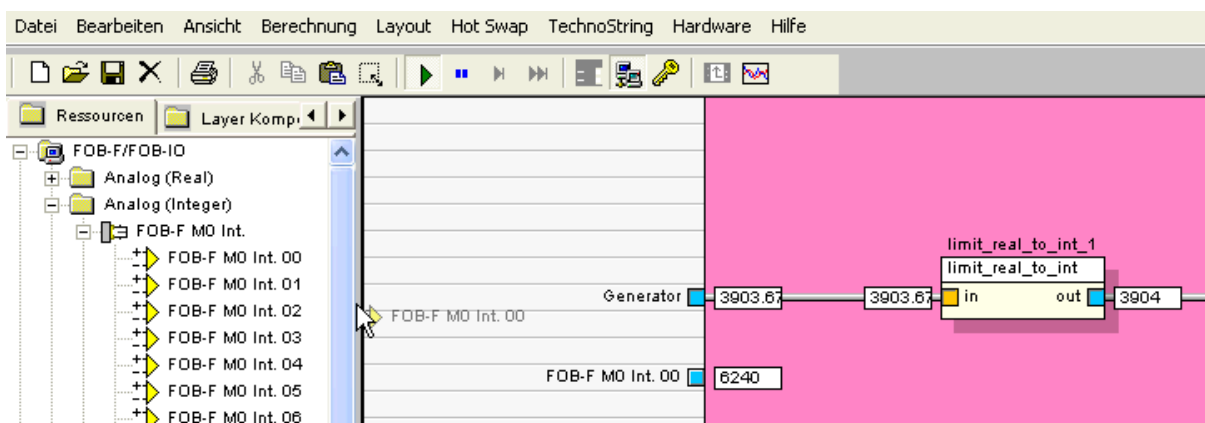 Datei Bearbeiten Ansicht Berechnung Layout Hot Swap TechnoString Hardware Hilfe
Ressourcen Layer Komp
FOB-F/FOB-IO
Analog (Real)
Analog (Integer)
FOB-F M0 Int.
FOB-F M0 Int. 00
FOB-F M0 Int. 01
FOB-F M0 Int. 02
FOB-F M0 Int. 03
FOB-F M0 Int. 04
FOB-F M0 Int. 05
FOB-F M0 Int. 06
Generator 3903.67 3903.67
FOB-F M0 Int. 00
FOB-F M0 Int. 00 6240
limit_real_to_int_1
limit_real_to_int
in out 3904